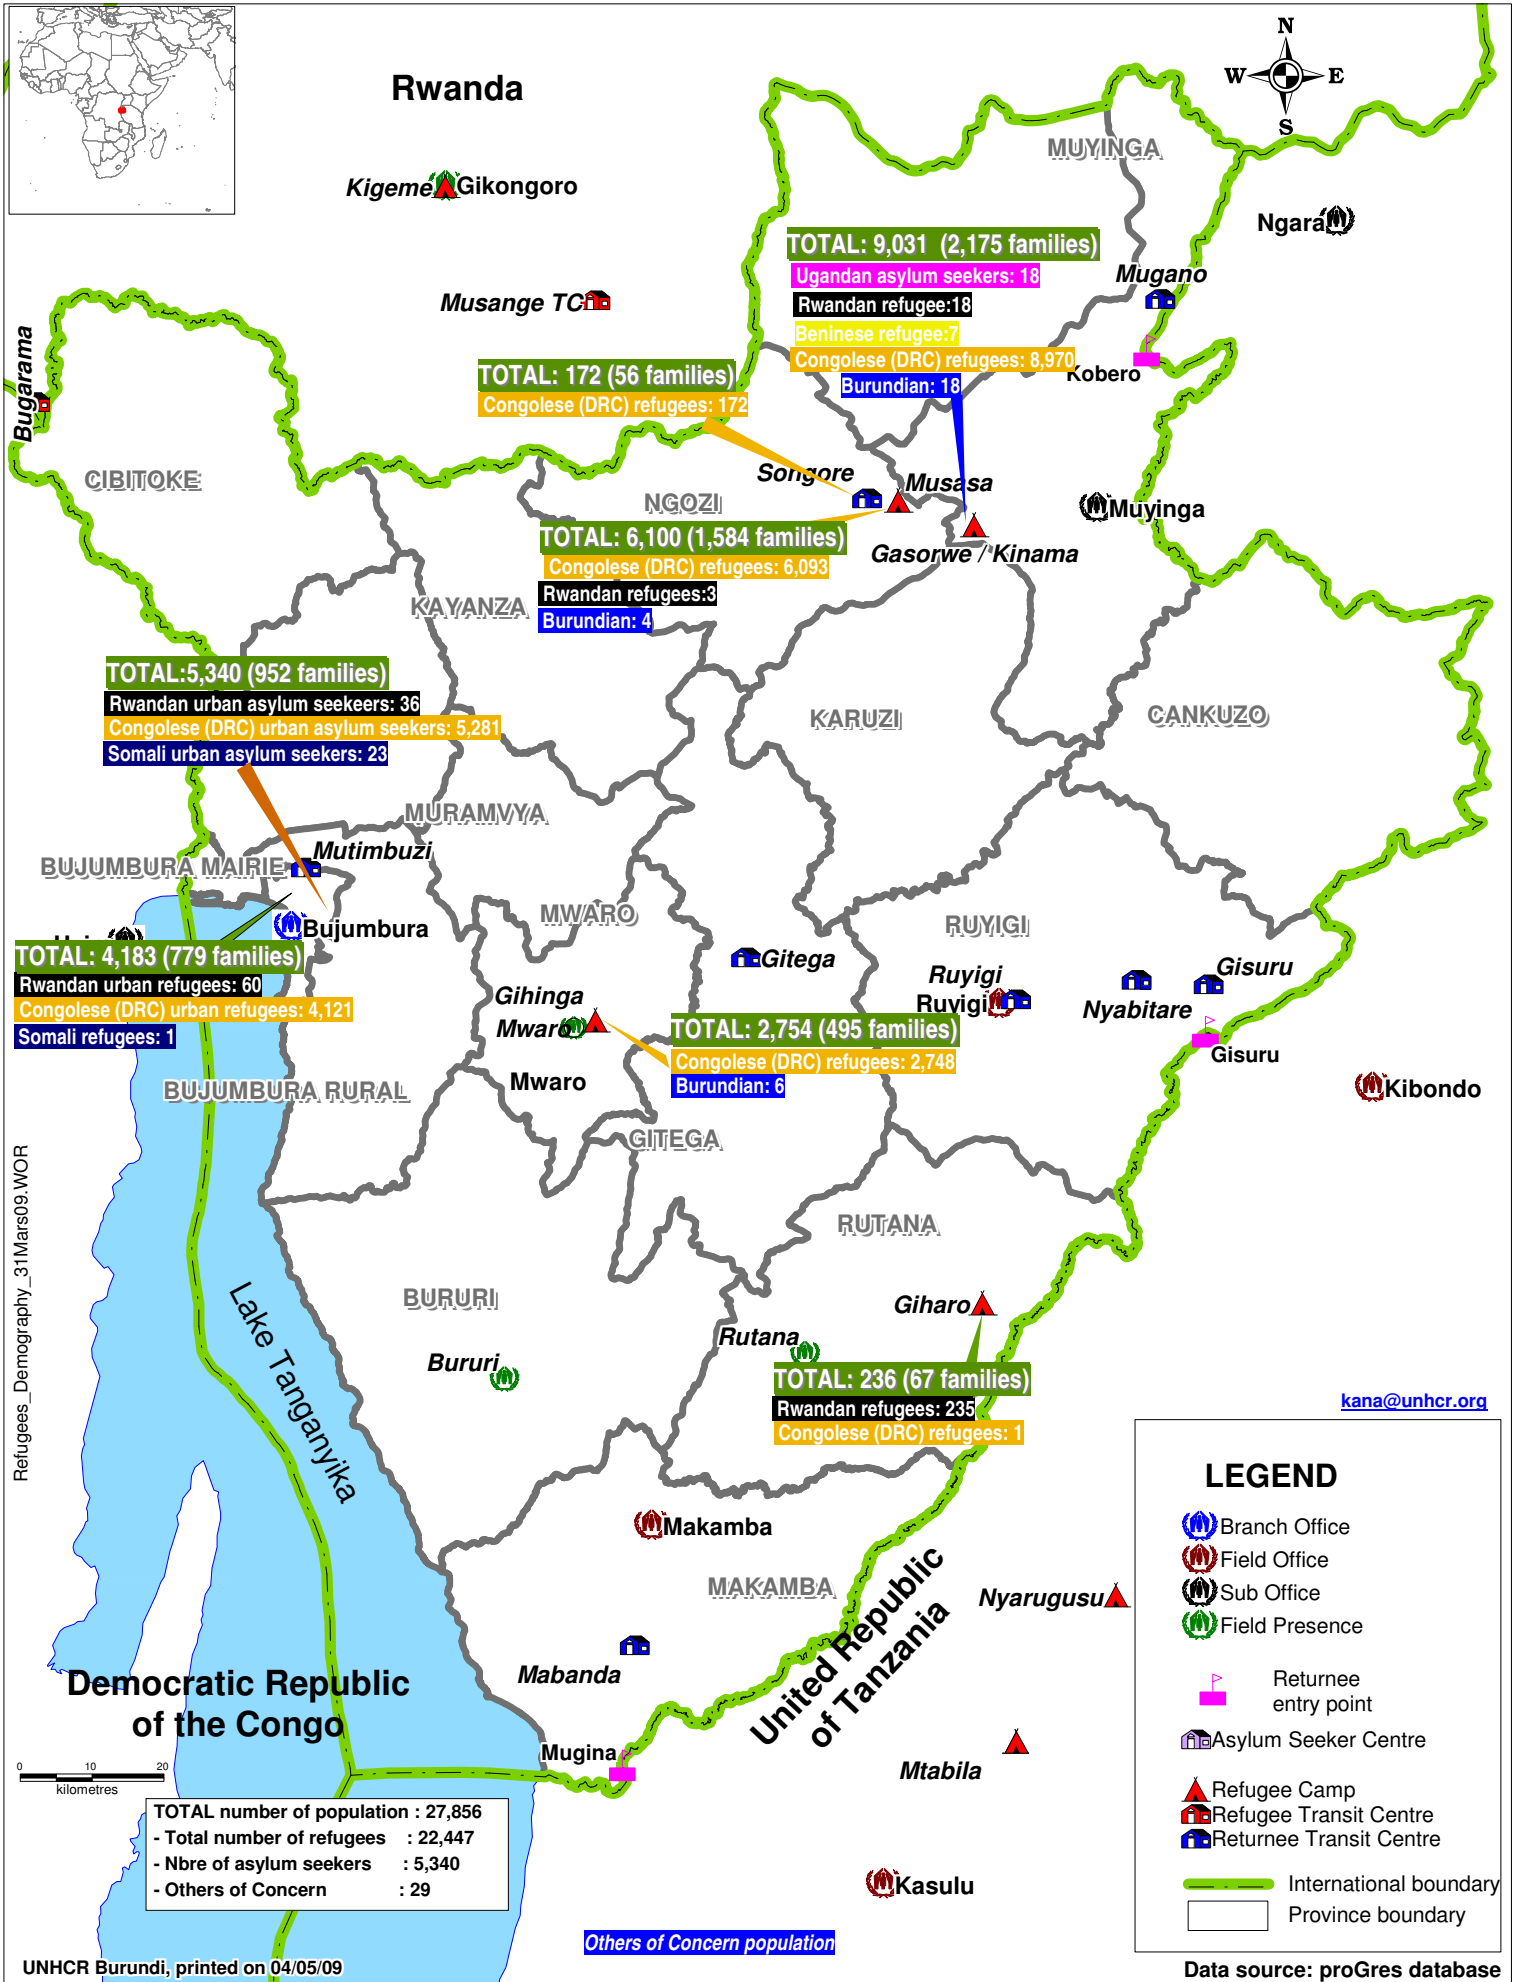 N
W E
S
Rwanda
MUYINGA
Kigeme Gikongoro
Ngara
TOTAL: 9,031 (2,175 families)
Ugandan asylum seekers: 18
Rwandan refugee:18
Beninese refugee:7
Congolese (DRC) refugees: 8,970
Burundian: 18
Mugano
Musange TC
Kobero
Bugarama
TOTAL: 172 (56 families)
Congolese (DRC) refugees: 172
CIBITOKE
Songore
Musasa
NGOZI
Muyinga
TOTAL: 6,100 (1,584 families)
Congolese (DRC) refugees: 6,093
Rwandan refugees:3
Burundian: 4
Gasorwe / Kinama
KAYANZA
TOTAL:5,340 (952 families)
Rwandan urban asylum seekeers: 36
Congolese (DRC) urban asylum seekers: 5,281
Somali urban asylum seekers: 23
KARUZI
CANKUZO
MURAMVYA
Mutimbuzi
BUJUMBURA MAIRIE
MWARO
RUYIGI
Bujumbura
TOTAL: 4,183 (779 families)
Rwandan urban refugees: 60
Congolese (DRC) urban refugees: 4,121
Somali refugees: 1
Gitega
Ruyigi
Ruyigi
Gisuru
Nyabitare
Gihinga
Mwaro
TOTAL: 2,754 (495 families)
Congolese (DRC) refugees: 2,748
Burundian: 6
Gisuru
Mwaro
Kibondo
BUJUMBURA RURAL
GITEGA
Refugees_Demography_31Mars09.WOR
RUTANA
Lake Tanganyika
BURURI
Giharo
Rutana
Bururi
TOTAL: 236 (67 families)
Rwandan refugees: 235
Congolese (DRC) refugees: 1
kana@unhcr.org
Makamba
MAKAMBA
United Republic
of Tanzania
Nyarugusu
Mabanda
Democratic Republic
of the Congo
Mugina
Mtabila
0 10 20
kilometres
TOTAL number of population : 27,856
- Total number of refugees : 22,447
- Nbre of asylum seekers : 5,340
- Others of Concern : 29
Kasulu
Others of Concern population
LEGEND
Branch Office
Field Office
Sub Office
Field Presence
Returnee
entry point
Asylum Seeker Centre
Refugee Camp
Refugee Transit Centre
Returnee Transit Centre
International boundary
Province boundary
UNHCR Burundi, printed on 04/05/09
Data source: proGres database